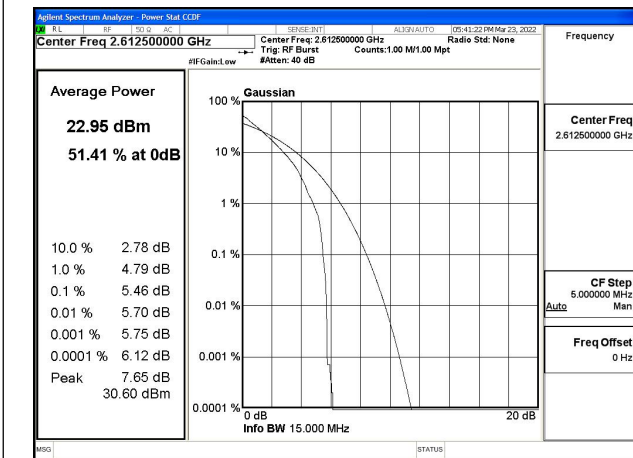 Agilent Spectrum Analyzer - Power Stat CCDF
RL RF 50 Ω AC SENSE:INT ALIGN AUTO 05:41:22 PM Mar 23, 2022
Center Freq 2.612500000 GHz Center Freq: 2.612500000 GHz Radio Std: None
Trig: RF Burst Counts:1.00 M/1.00 Mpt
#IFGain:Low #Atten: 40 dB
Frequency
Average Power
22.95 dBm
51.41 % at 0dB
10.0 % 2.78 dB
1.0 % 4.79 dB
0.1 % 5.46 dB
0.01 % 5.70 dB
0.001 % 5.75 dB
0.0001 % 6.12 dB
Peak 7.65 dB
30.60 dBm
Gaussian
100 %
10 %
1 %
0.1 %
0.01 %
0.001 %
0.0001 %
0 dB 20 dB
Info BW 15.000 MHz
Center Freq
2.612500000 GHz
CF Step
5.000000 MHz
Auto Man
Freq Offset
0 Hz
MSG STATUS